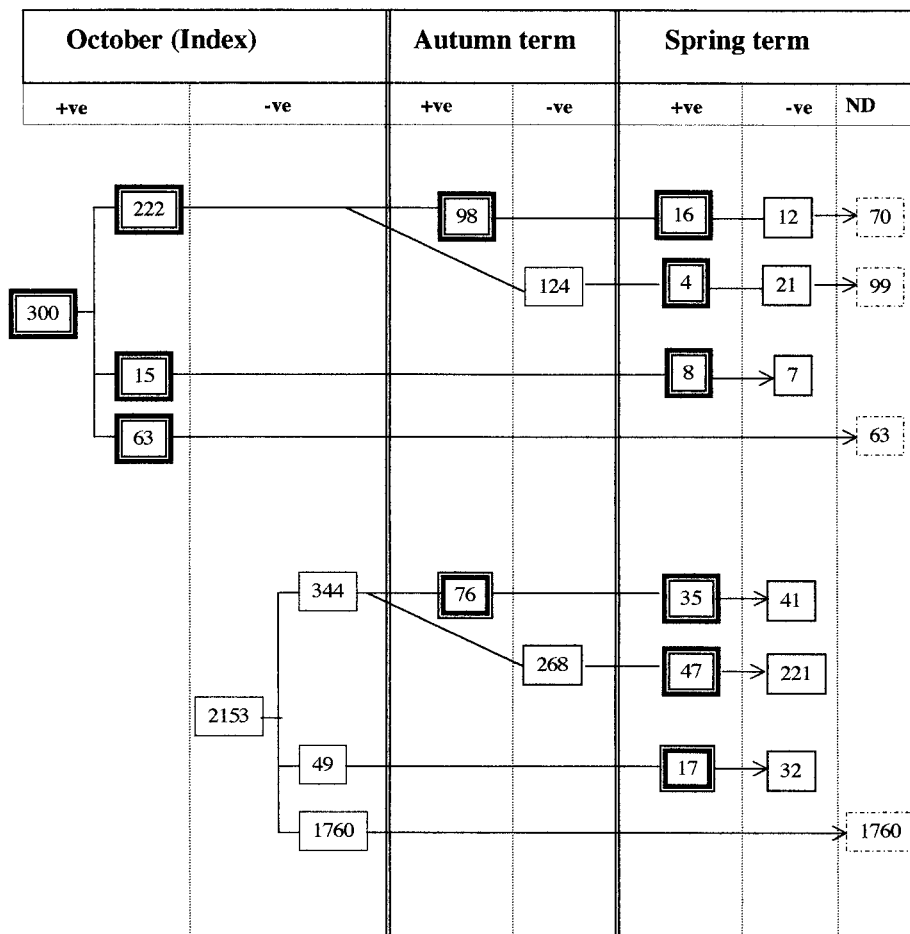 October (Index) Autumn term Spring term
+ve -ve +ve -ve +ve -ve ND
222 98 16 12 70
124 4 21 99
300
15 8 7
63 63
344 76 35 41
268 47 221
2153
49 17 32
1760 1760